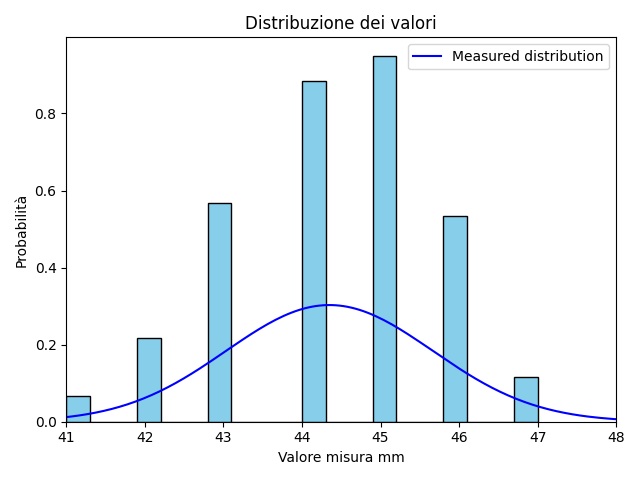 Distribuzione dei valori
Measured distribution
Probabilità
0.8
0.6
0.4
0.2
0.0
41 42 43 44 45 46 47 48
Valore misura mm